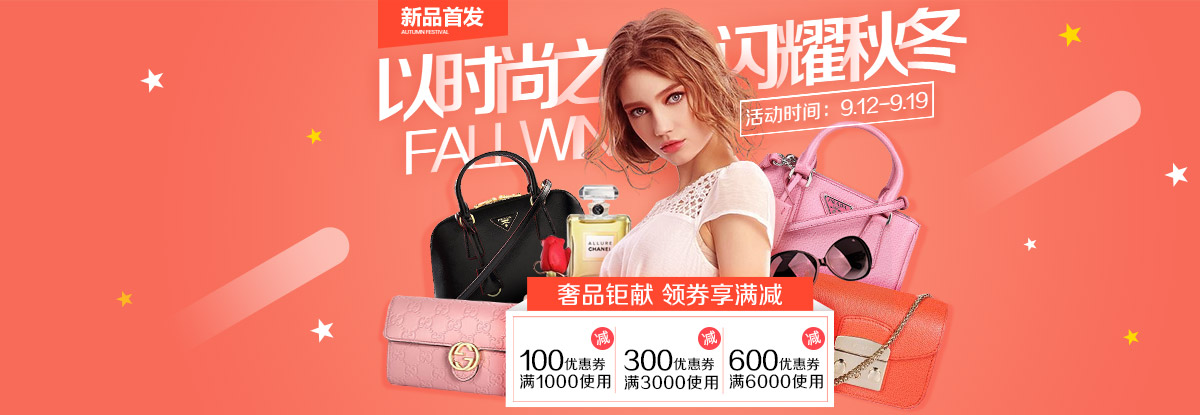 新品首发
AUTUMN FESTIVAL
以时尚之 闪耀秋冬
FALL WIN
活动时间：9.12-9.19
ALLURE
CHANEL
奢品钜献 领券享满减
减 减 减
100优惠券 300优惠券 600优惠券
满1000使用 满3000使用 满6000使用